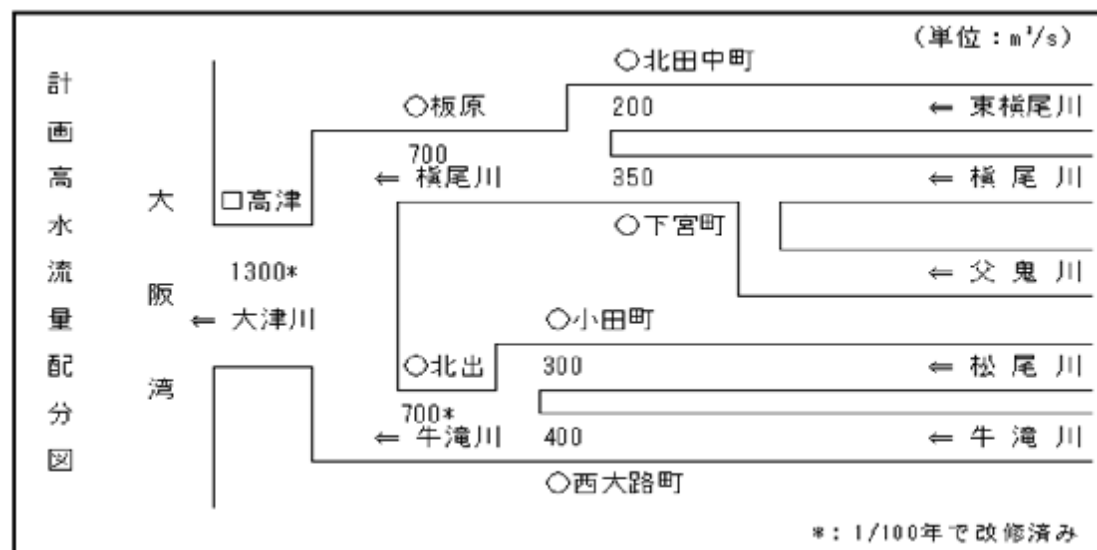 計画高水流量配分図
(単位:m³/s)
○北田中町
○板原
200
⇐ 東槇尾川
700
⇐ 槇尾川
350
⇐ 槇尾川
大阪湾
□高津
○下宮町
1300*
⇐ 父鬼川
⇐ 大津川
○小田町
○北出
300
⇐ 松尾川
700*
⇐ 牛滝川
400
⇐ 牛滝川
○西大路町
*:1/100年で改修済み